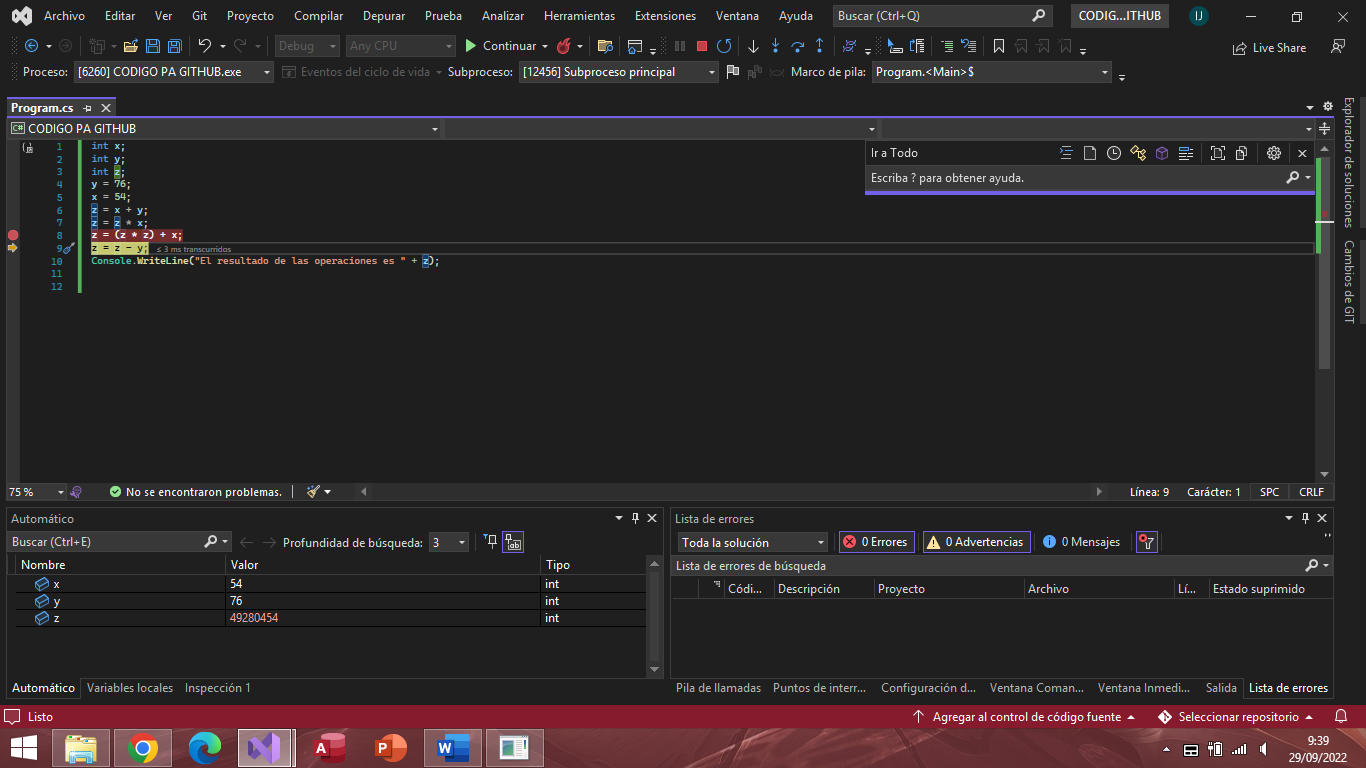 Archivo Editar Ver Git Proyecto Compilar Depurar Prueba Analizar Herramientas Extensiones Ventana Ayuda Buscar (Ctrl+Q) CODIG...ITHUB IJ
Debug Any CPU Continuar Live Share
Proceso: [6260] CODIGO PA GITHUB.exe Eventos del ciclo de vida Subproceso: [12456] Subproceso principal Marco de pila: Program.<Main>$
Program.cs
C# CODIGO PA GITHUB
1 int x;
2 int y;
3 int z;
4 y = 76;
5 x = 54;
6 z = x + y;
7 z = z * x;
8 z = (z * z) + x;
9 z = z - y; ≤ 3 ms transcurridos
10 Console.WriteLine("El resultado de las operaciones es " + z);
11
12
Ir a Todo
Escriba ? para obtener ayuda.
Explorador de soluciones
Cambios de GIT
75 % No se encontraron problemas. Línea: 9 Carácter: 1 SPC CRLF
Automático
Buscar (Ctrl+E) Profundidad de búsqueda: 3
Nombre Valor Tipo
x 54 int
y 76 int
z 49280454 int
Automático Variables locales Inspección 1
Lista de errores
Toda la solución 0 Errores 0 Advertencias 0 Mensajes
Lista de errores de búsqueda
Códi... Descripción Proyecto Archivo Lí... Estado suprimido
Pila de llamadas Puntos de interr... Configuración d... Ventana Coman... Ventana Inmedi... Salida Lista de errores
Listo Agregar al control de código fuente Seleccionar repositorio
9:39
29/09/2022